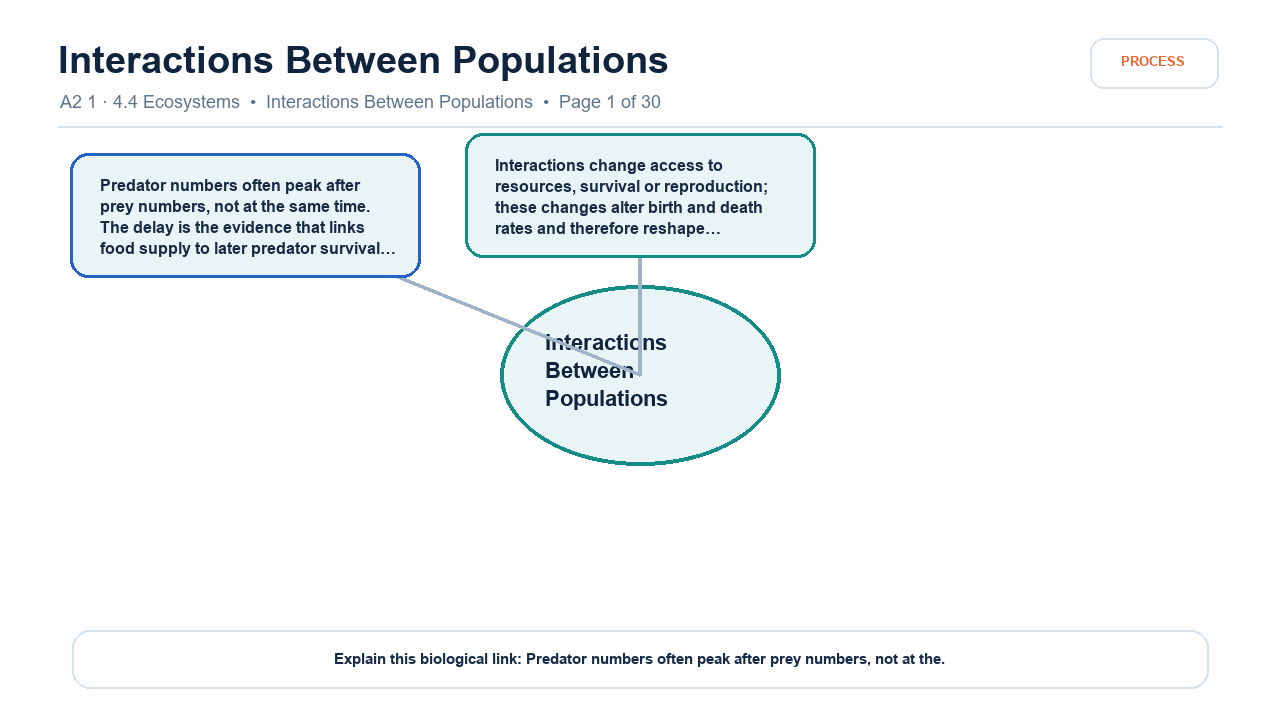 Interactions Between Populations
PROCESS
A2 1 · 4.4 Ecosystems • Interactions Between Populations • Page 1 of 30
Predator numbers often peak after
prey numbers, not at the same time.
The delay is the evidence that links
food supply to later predator survival…
Interactions change access to
resources, survival or reproduction;
these changes alter birth and death
rates and therefore reshape…
Interactions
Between
Populations
Explain this biological link: Predator numbers often peak after prey numbers, not at the.